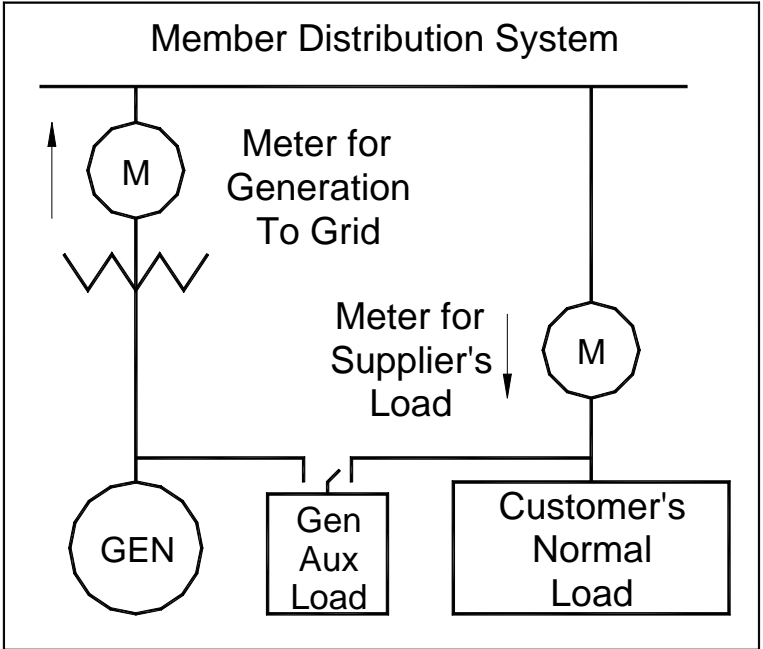 Member Distribution System
M
Meter for
Generation
To Grid
Meter for
Supplier's
Load
M
GEN
Gen
Aux
Load
Customer's
Normal
Load